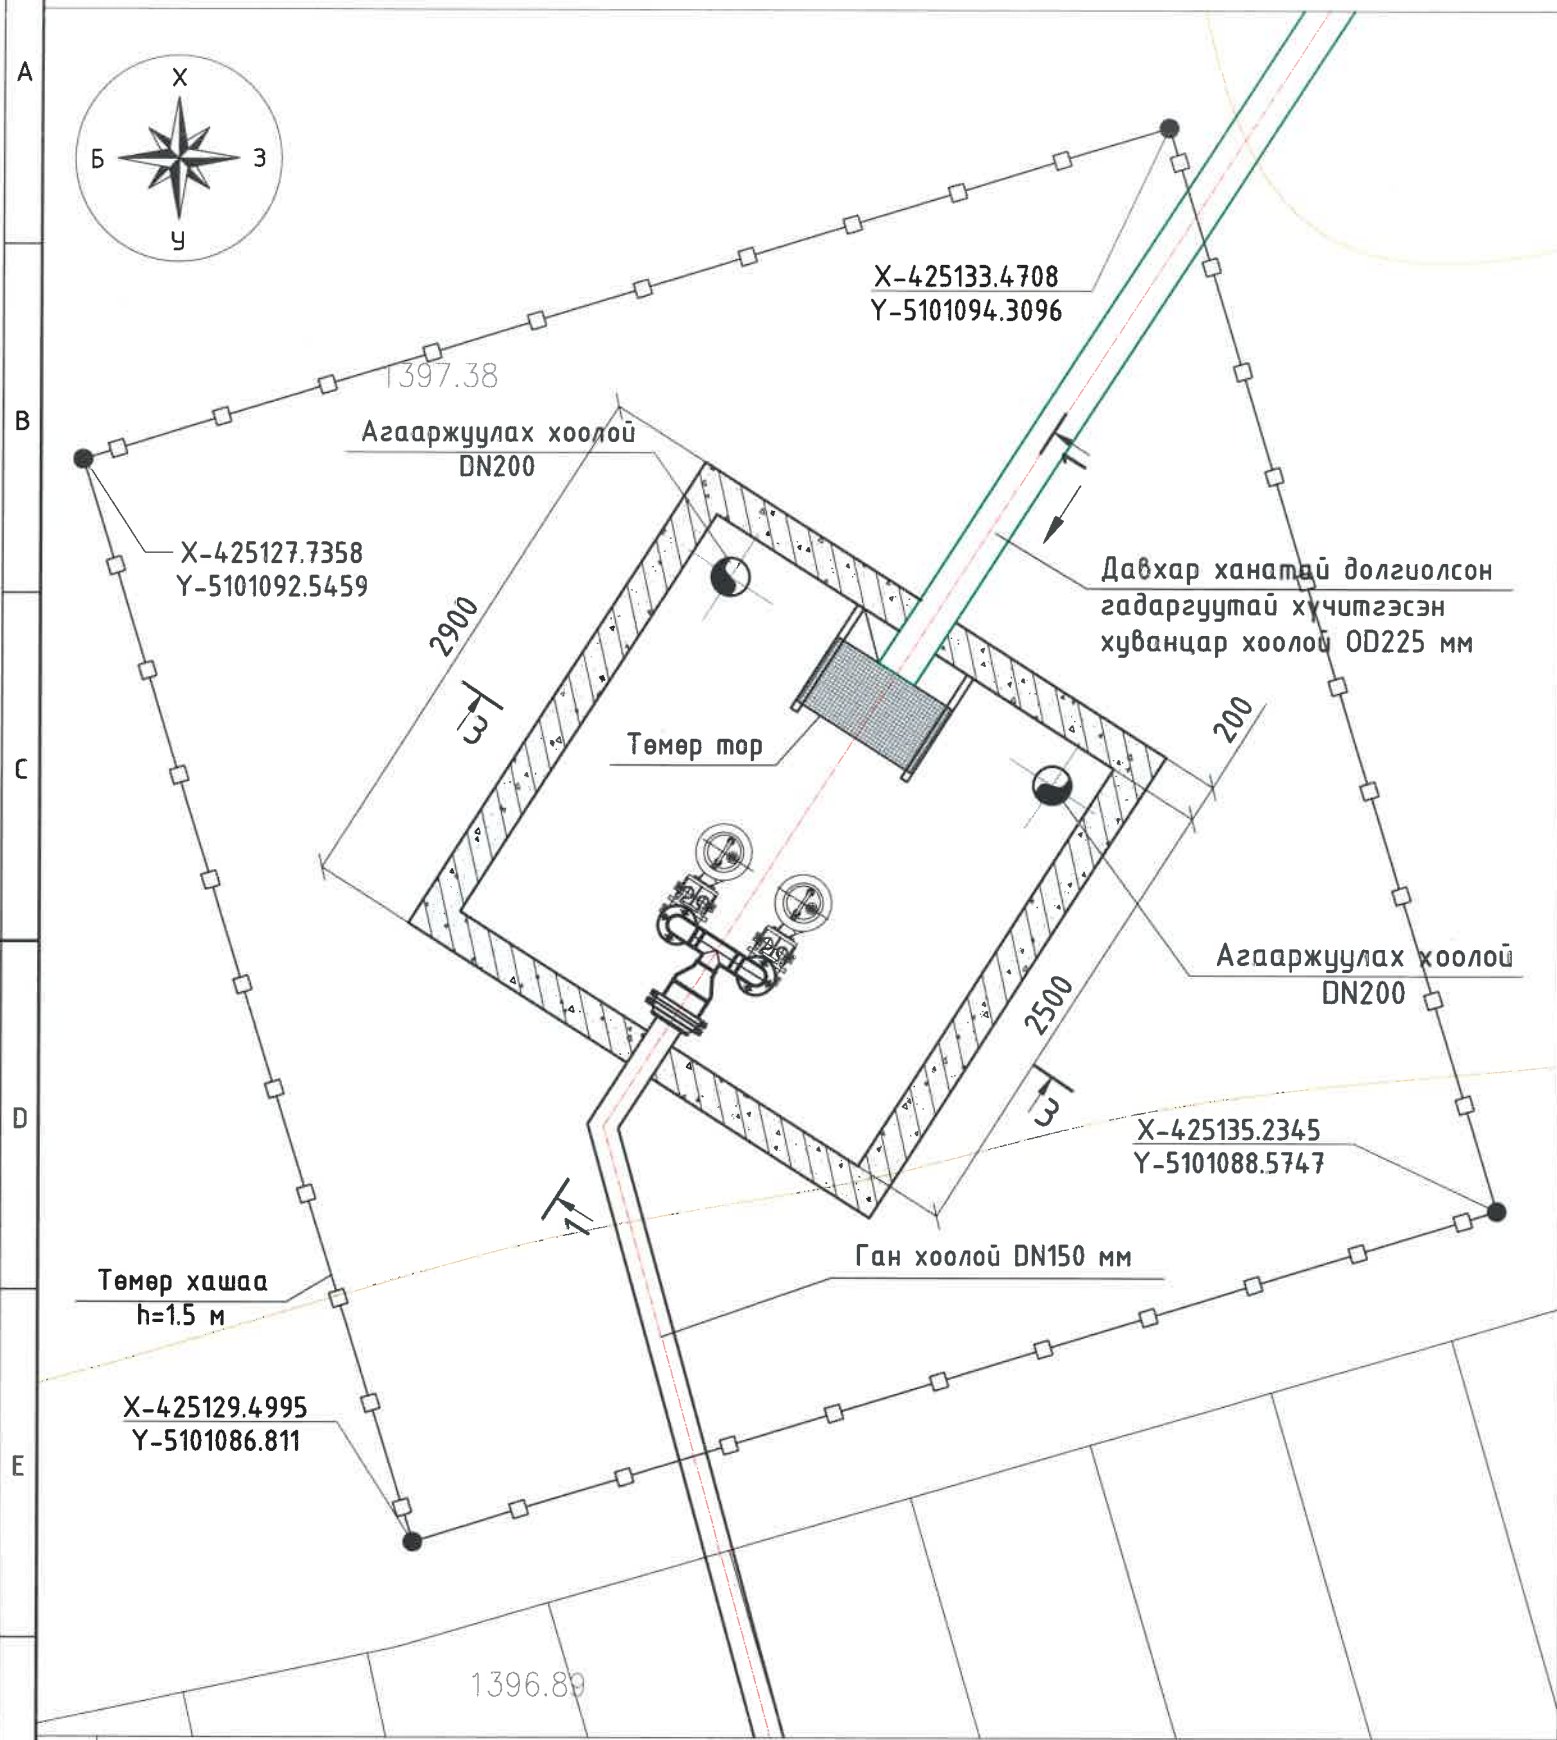 A
X
Б
З
У
X-425133.4708
Y-5101094.3096
1397.38
B
Агааржуулах хоолой
DN200
1
X-425127.7358
Y-5101092.5459
Давхар ханатай долгиолсон
гадаргуутай хүчитгэсэн
хуванцар хоолой OD225 мм
2900
3
200
Төмөр тор
C
Агааржуулах хоолой
DN200
2500
3
D
X-425135.2345
Y-5101088.5747
1
Ган хоолой DN150 мм
Төмөр хашаа
h=1.5 м
X-425129.4995
Y-5101086.811
E
1396.89